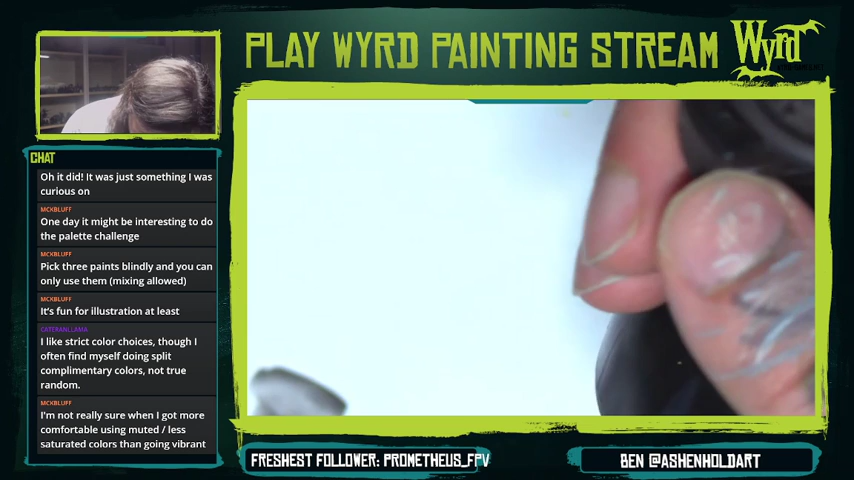 PLAY WYRD PAINTING STREAM
Wyrd
CHAT
Oh it did! It was just something I was
curious on
MCKBLUFF
One day it might be interesting to do
the palette challenge
MCKBLUFF
Pick three paints blindly and you can
only use them (mixing allowed)
MCKBLUFF
It's fun for illustration at least
CATERANLLAMA
I like strict color choices, though I
often find myself doing split
complimentary colors, not true
random.
MCKBLUFF
I'm not really sure when I got more
comfortable using muted / less
saturated colors than going vibrant
FRESHEST FOLLOWER: PROMETHEUS_FPV
BEN @ASHENHOLDART